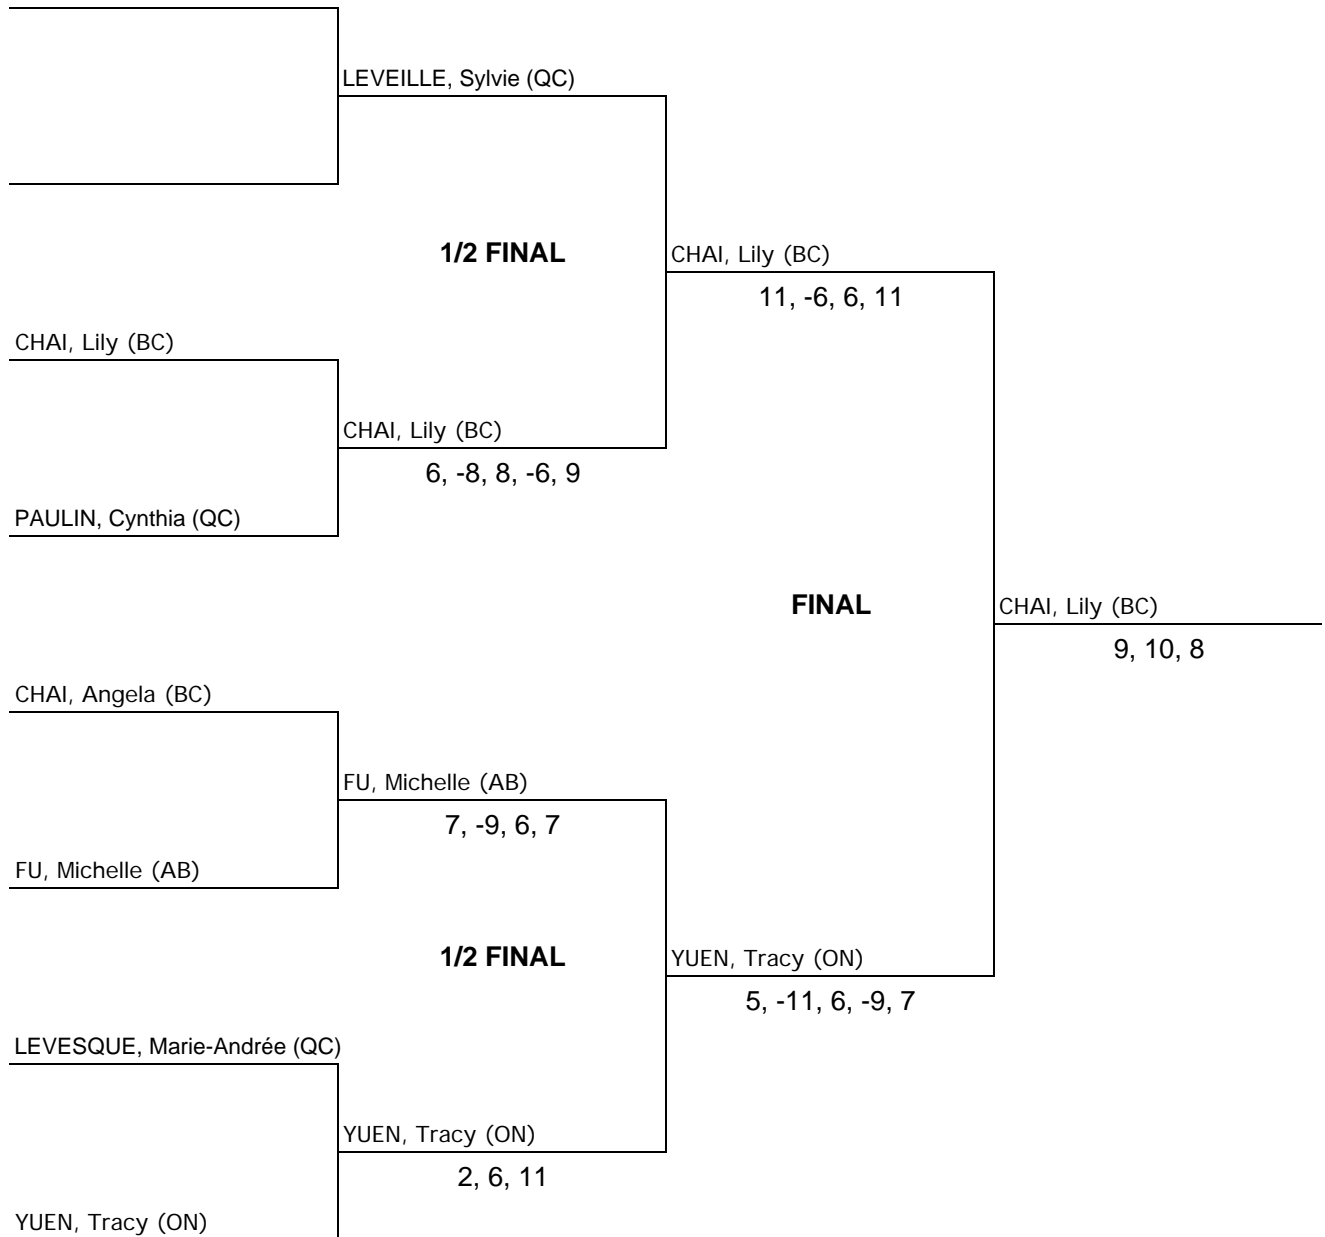 LEVEILLE, Sylvie (QC)
1/2 FINAL
CHAI, Lily (BC)
11, -6, 6, 11
CHAI, Lily (BC)
CHAI, Lily (BC)
6, -8, 8, -6, 9
PAULIN, Cynthia (QC)
FINAL
CHAI, Lily (BC)
9, 10, 8
CHAI, Angela (BC)
FU, Michelle (AB)
7, -9, 6, 7
FU, Michelle (AB)
1/2 FINAL
YUEN, Tracy (ON)
5, -11, 6, -9, 7
LEVESQUE, Marie-Andrée (QC)
YUEN, Tracy (ON)
2, 6, 11
YUEN, Tracy (ON)